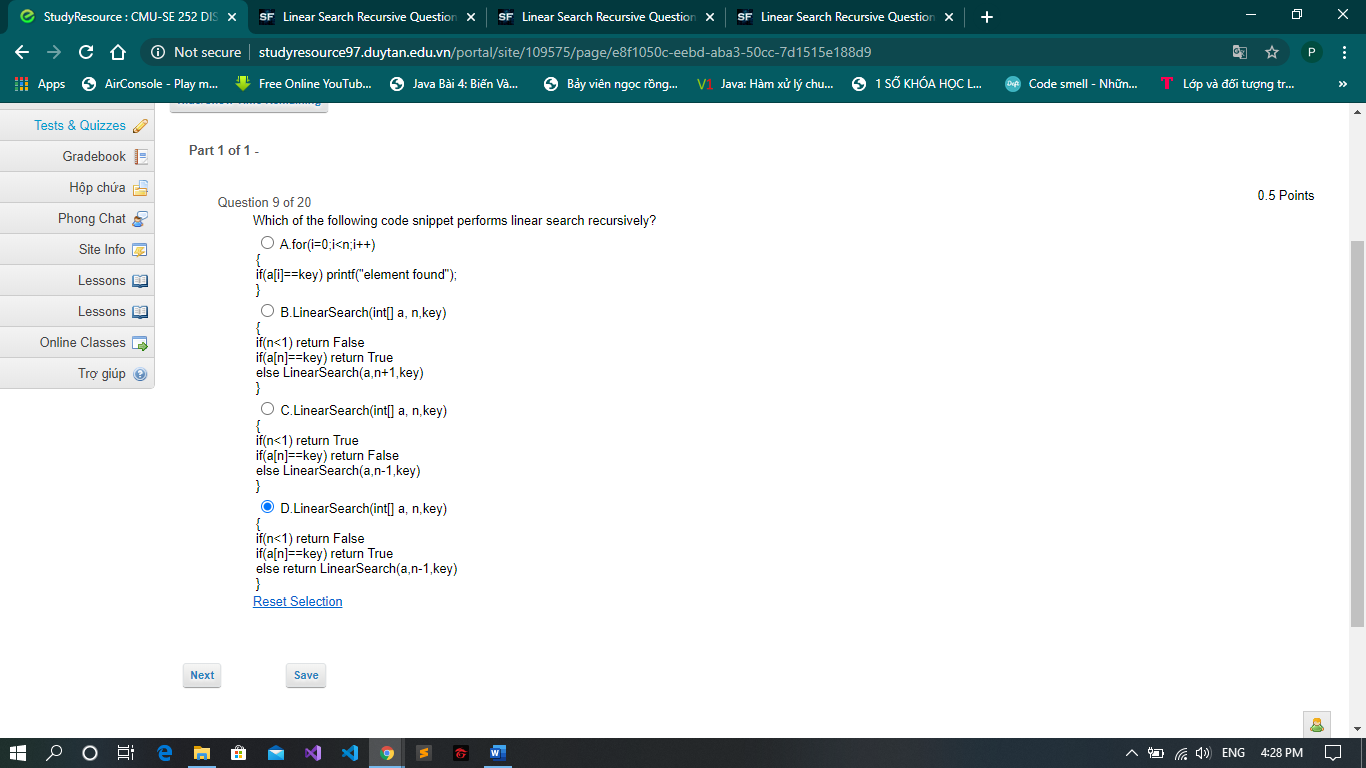 StudyResource : CMU-SE 252 DIS
Linear Search Recursive Question
Linear Search Recursive Question
Linear Search Recursive Question
Not secure | studyresource97.duytan.edu.vn/portal/site/109575/page/e8f1050c-eebd-aba3-50cc-7d1515e188d9
P
Apps AirConsole - Play m... Free Online YouTub... Java Bài 4: Biến Và... Bảy viên ngọc rồng... Java: Hàm xử lý chu... 1 SỐ KHÓA HỌC L... Code smell - Nhữn... Lớp và đối tượng tr... »
Tests & Quizzes
Gradebook
Hộp chứa
Phong Chat
Site Info
Lessons
Lessons
Online Classes
Trợ giúp
Part 1 of 1 -
Question 9 of 20
0.5 Points
Which of the following code snippet performs linear search recursively?
A.for(i=0;i<n;i++)
{
if(a[i]==key) printf("element found");
}
B.LinearSearch(int[] a, n,key)
{
if(n<1) return False
if(a[n]==key) return True
else LinearSearch(a,n+1,key)
}
C.LinearSearch(int[] a, n,key)
{
if(n<1) return True
if(a[n]==key) return False
else LinearSearch(a,n-1,key)
}
D.LinearSearch(int[] a, n,key)
{
if(n<1) return False
if(a[n]==key) return True
else return LinearSearch(a,n-1,key)
}
Reset Selection
Next
Save
ENG 4:28 PM